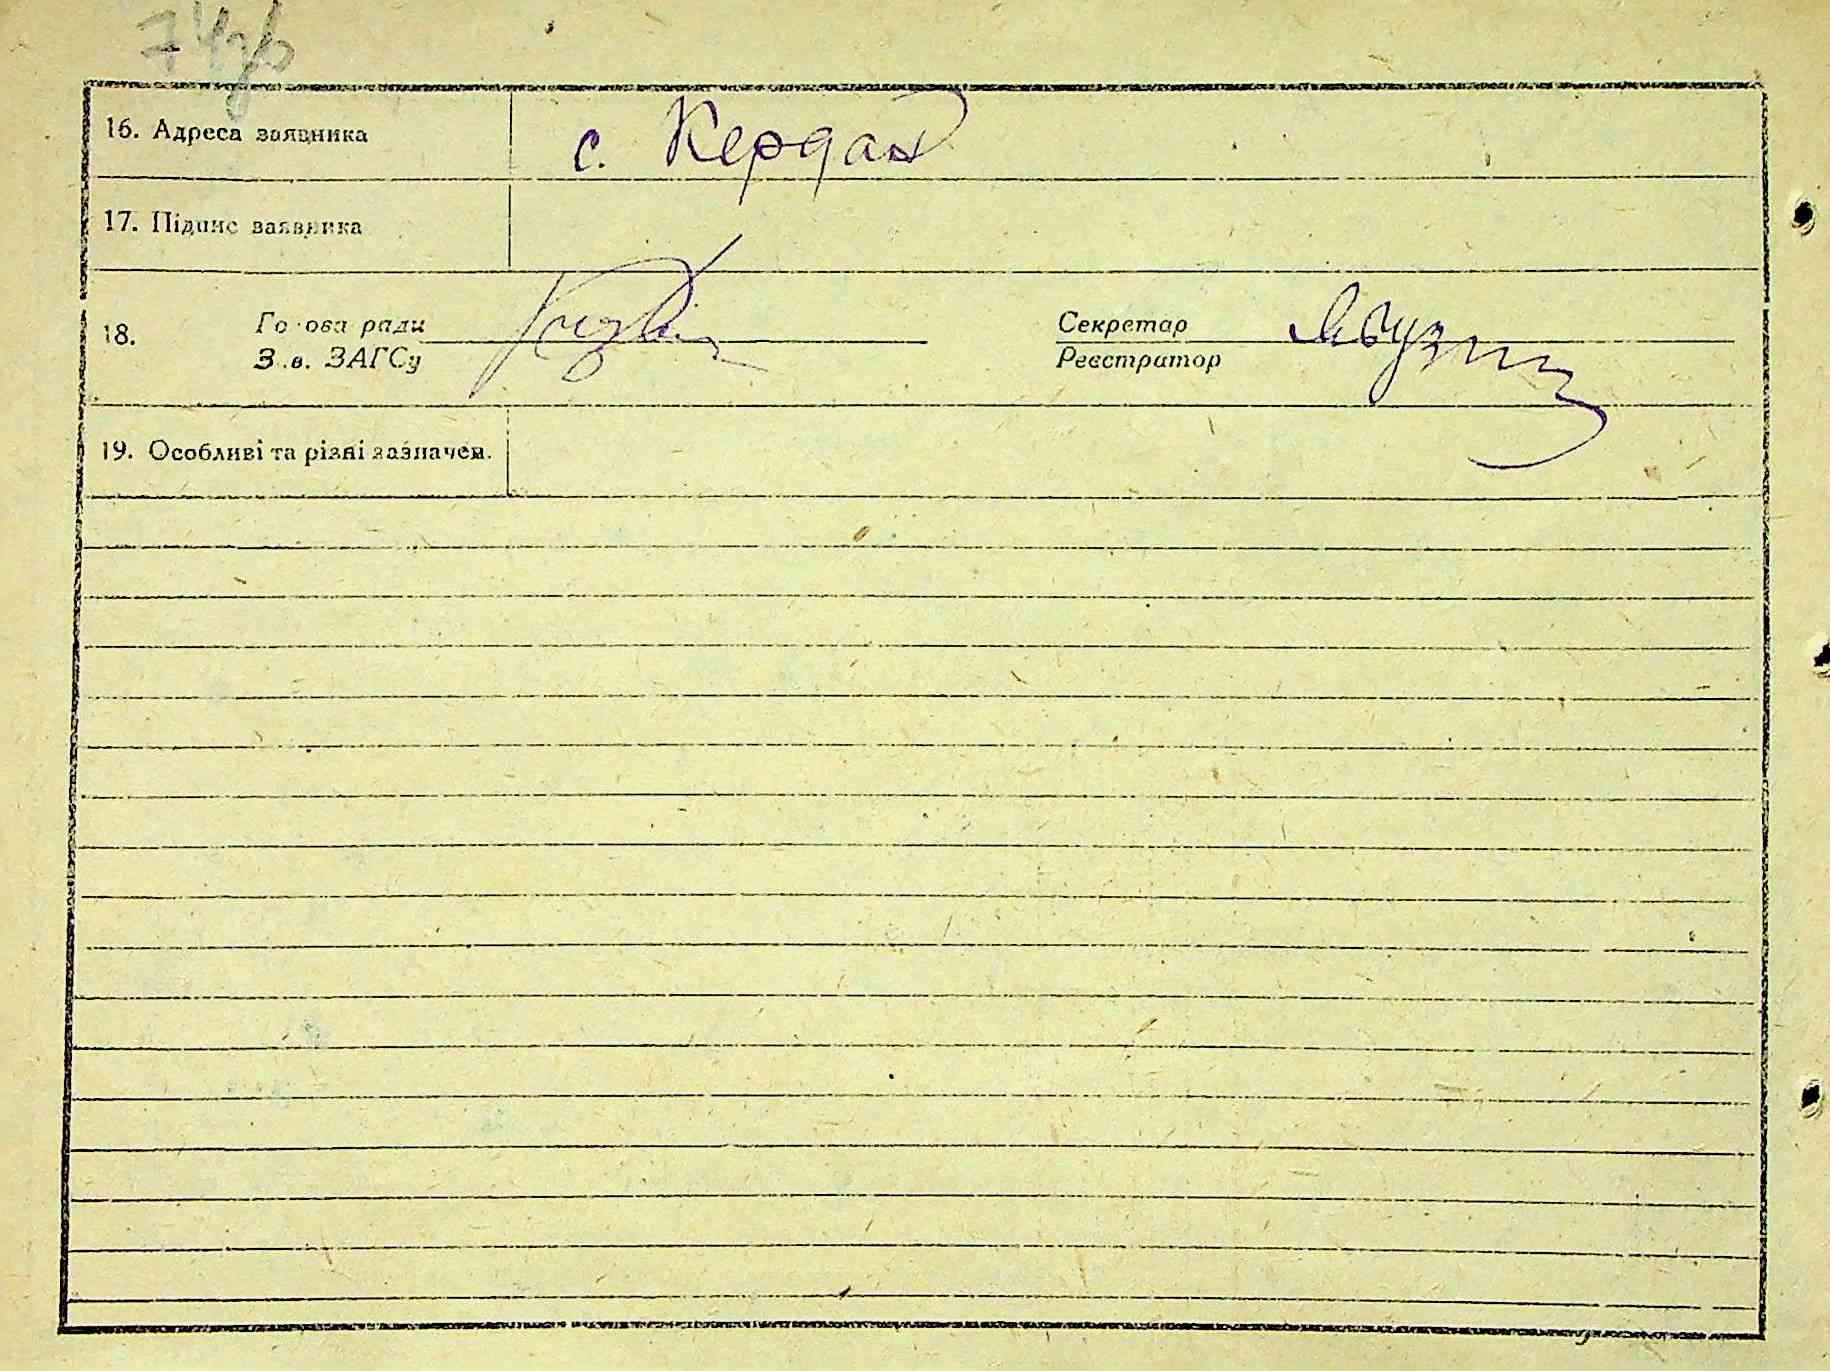 74зв
16. Адреса заявника с. Кердан
17. Підпис заявника
18. Голова ради Секретар
Зав. ЗАГСу Реєстратор
19. Особливі та різні зазначен.